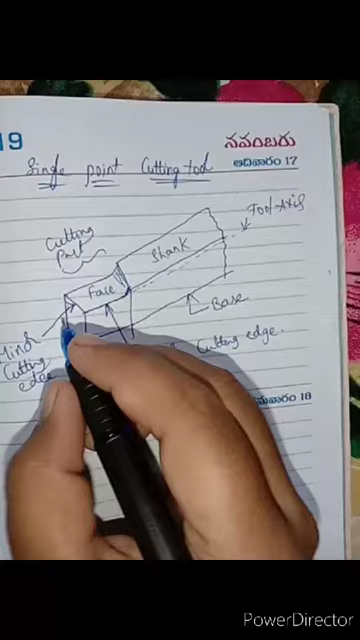 19
నవంబరు
ఆదివారం 17
Single point Cutting tool
Cutting
part
Shank
Tool-Axis
Face
Base
Cutting edge.
Cutting
edge
వారం 18
PowerDirector